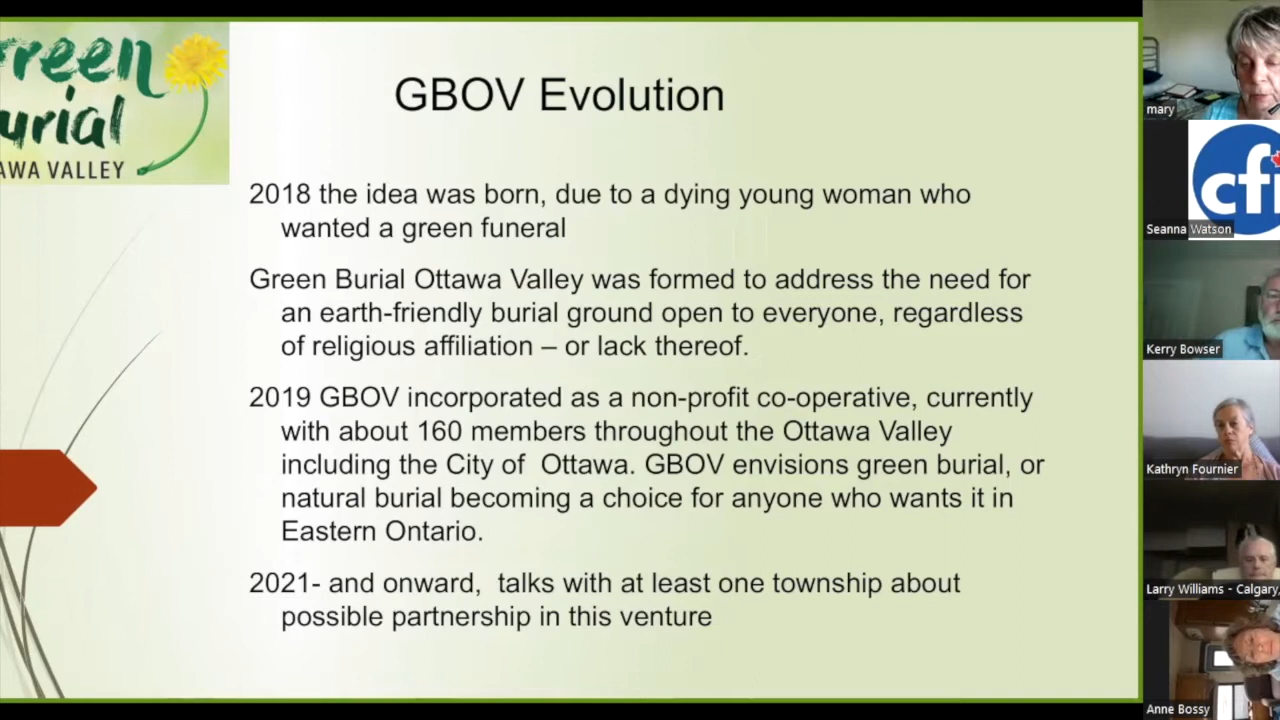 reen
urial
AWA VALLEY
GBOV Evolution
2018 the idea was born, due to a dying young woman who
wanted a green funeral
Green Burial Ottawa Valley was formed to address the need for
an earth-friendly burial ground open to everyone, regardless
of religious affiliation – or lack thereof.
2019 GBOV incorporated as a non-profit co-operative, currently
with about 160 members throughout the Ottawa Valley
including the City of  Ottawa. GBOV envisions green burial, or
natural burial becoming a choice for anyone who wants it in
Eastern Ontario.
2021- and onward,  talks with at least one township about
possible partnership in this venture
mary
cfi
Seanna Watson
Kerry Bowser
Kathryn Fournier
Larry Williams - Calgary,
Anne Bossy